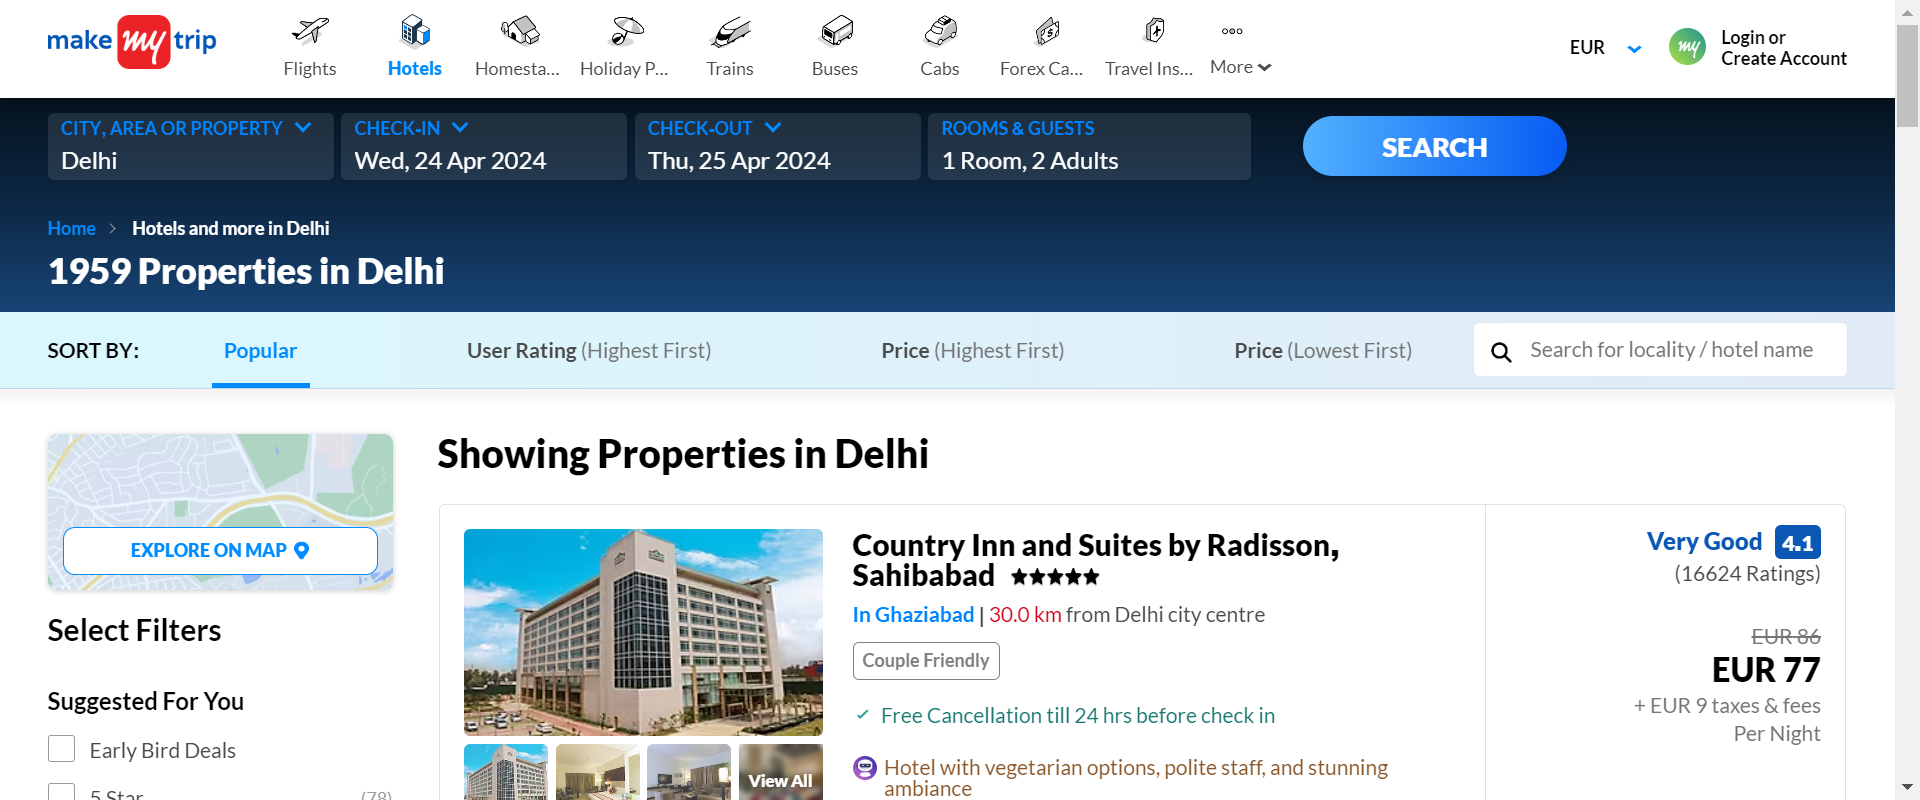 make my trip
Flights
Hotels
Homesta...
Holiday P...
Trains
Buses
Cabs
Forex Ca...
Travel Ins...
More
EUR
my
Login or
Create Account
CITY, AREA OR PROPERTY
Delhi
CHECK-IN
Wed, 24 Apr 2024
CHECK-OUT
Thu, 25 Apr 2024
ROOMS & GUESTS
1 Room, 2 Adults
SEARCH
Home
Hotels and more in Delhi
1959 Properties in Delhi
SORT BY:
Popular
User Rating (Highest First)
Price (Highest First)
Price (Lowest First)
Search for locality / hotel name
EXPLORE ON MAP
Select Filters
Suggested For You
Early Bird Deals
5 Star
(78)
Showing Properties in Delhi
Country Inn and Suites by Radisson,
Sahibabad
In Ghaziabad | 30.0 km from Delhi city centre
Couple Friendly
Free Cancellation till 24 hrs before check in
Hotel with vegetarian options, polite staff, and stunning
ambiance
View All
Very Good 4.1
(16624 Ratings)
EUR 86
EUR 77
+ EUR 9 taxes & fees
Per Night